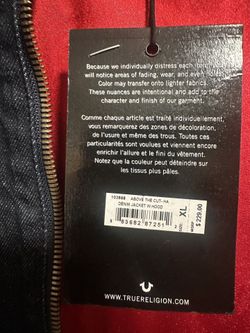 Because we individually distress each
will notice areas of fading, wear, and even
Color may transfer onto lighter fabrics.
These nuances are intentional and add to the
character and finish of our garment.
Comme chaque article est traité individuellement,
vous remarquerez des zones de décoloration,
de l'usure et même des trous. Toutes ces
particularités sont voulues et viennent encore
enrichir l'allure et le fini du vêtement.
Notez que la couleur peut déteindre sur
les tissus plus pâles.
ABOVE THE CUT-HA
DENIM JACKET W HOOD
XL
MSRP
$ 229.00
WWW.TRUERELIGION.COM